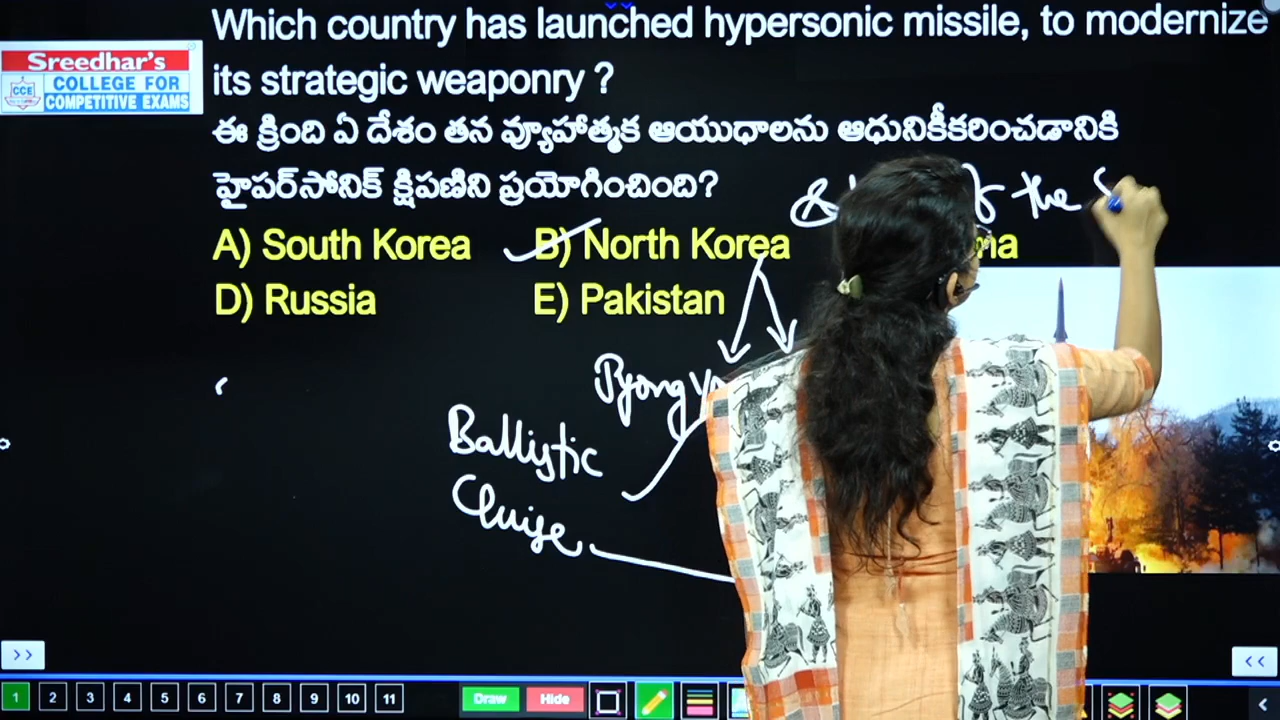 Which country has launched hypersonic missile, to modernize
its strategic weaponry ?
ఈ క్రింది ఏ దేశం తన వ్యూహాత్మక ఆయుధాలను ఆధునికీకరించడానికి
హైపర్‌సోనిక్ క్షిపణిని ప్రయోగించింది?
Sreedhar's
CCE
COLLEGE FOR
COMPETITIVE EXAMS
the
A) South Korea
B) North Korea
D) Russia
E) Pakistan
Ballistic
Cruise
>>
<<
1 2 3 4 5 6 7 8 9 10 11
Draw
Hide
<